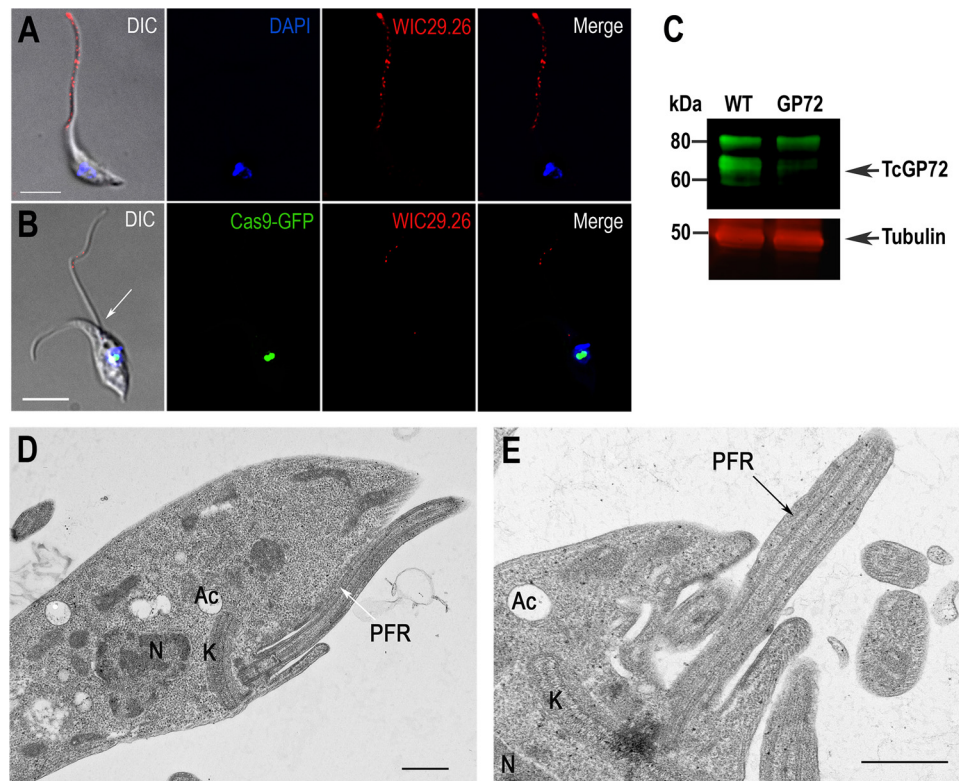 A DIC DAPI WIC29.26 Merge
B DIC Cas9-GFP WIC29.26 Merge
C
kDa WT GP72
80
60
TcGP72
50
Tubulin
D
Ac
N K
PFR
E
PFR
Ac
K
N